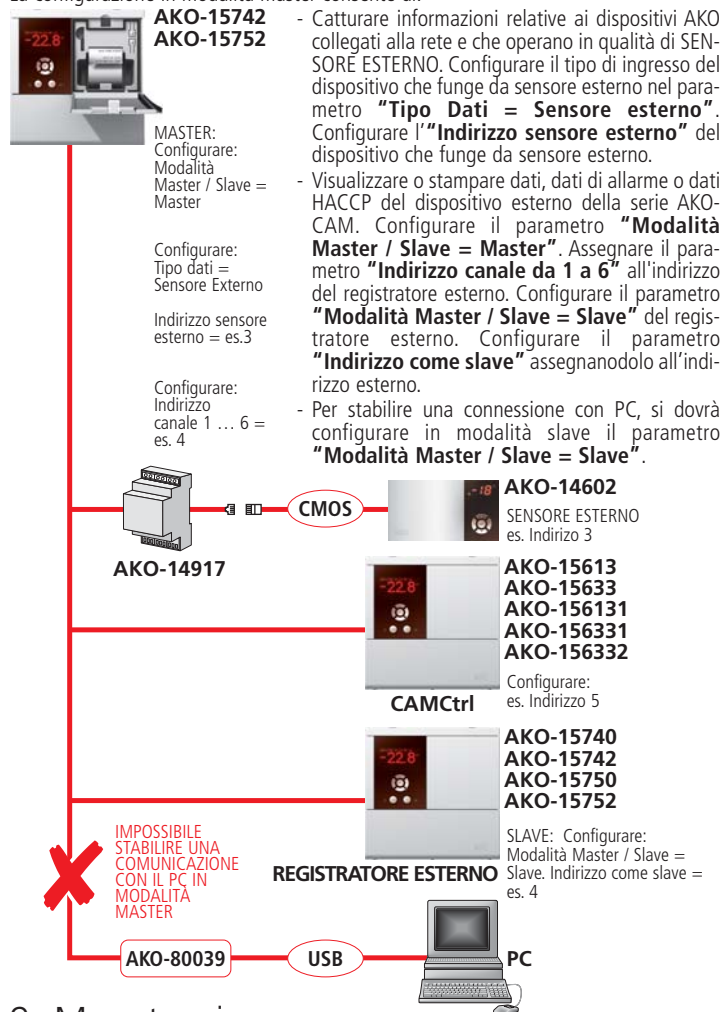 AKO-15742
AKO-15752
MASTER:
Configurare:
Modalità
Master / Slave =
Master
Configurare:
Tipo dati =
Sensore Externo
Indirizzo sensore
esterno = es.3
Configurare:
Indirizzo
canale 1 … 6 =
es. 4
- Catturare informazioni relative ai dispositivi AKO
collegati alla rete e che operano in qualità di SEN-
SORE ESTERNO. Configurare il tipo di ingresso del
dispositivo che funge da sensore esterno nel para-
metro "Tipo Dati = Sensore esterno".
Configurare l'"Indirizzo sensore esterno" del
dispositivo che funge da sensore esterno.
- Visualizzare o stampare dati, dati di allarme o dati
HACCP del dispositivo esterno della serie AKO-
CAM. Configurare il parametro "Modalità
Master / Slave = Master". Assegnare il para-
metro "Indirizzo canale da 1 a 6" all'indirizzo
del registratore esterno. Configurare il parametro
"Modalità Master / Slave = Slave" del regis-
tratore esterno. Configurare il parametro
"Indirizzo come slave" assegnanodolo all'indi-
rizzo esterno.
- Per stabilire una connessione con PC, si dovrà
configurare in modalità slave il parametro
"Modalità Master / Slave = Slave".
-22.8
AKO-14917
CMOS
-18°
AKO-14602
SENSORE ESTERNO
es. Indirizo 3
-22.8
CAMCtrl
AKO-15613
AKO-15633
AKO-156131
AKO-156331
AKO-156332
Configurare:
es. Indirizzo 5
-22.8
REGISTRATORE ESTERNO
AKO-15740
AKO-15742
AKO-15750
AKO-15752
SLAVE: Configurare:
Modalità Master / Slave =
Slave. Indirizzo come slave =
es. 4
IMPOSSIBILE
STABILIRE UNA
COMUNICAZIONE
CON IL PC IN
MODALITÀ
MASTER
AKO-80039
USB
PC